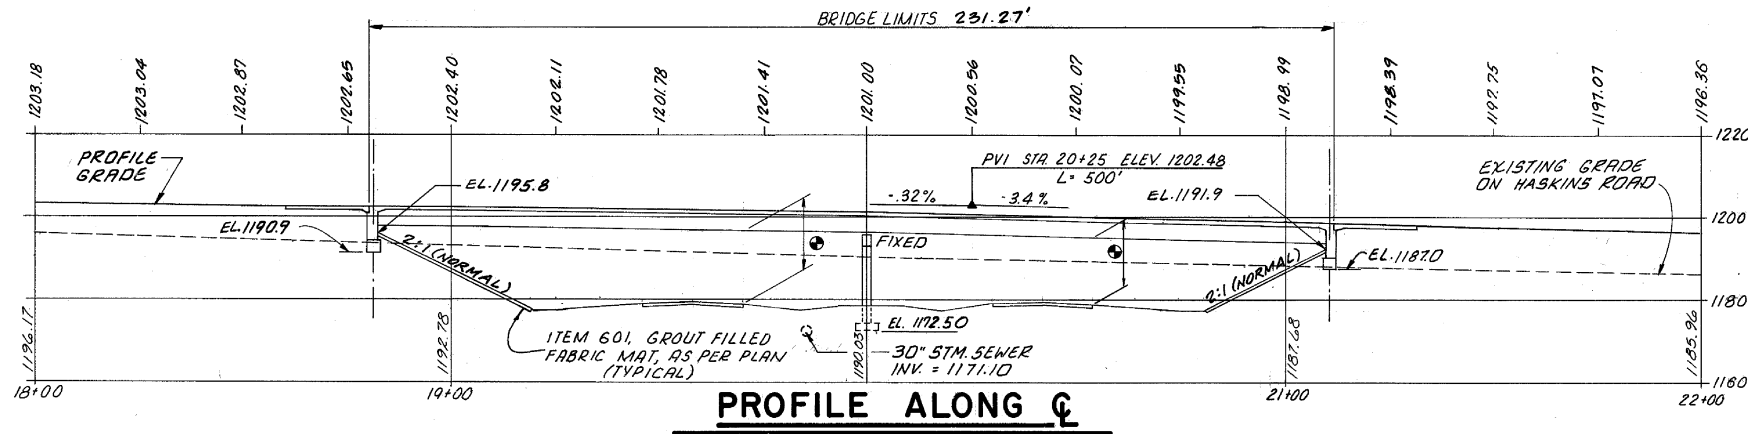 BRIDGE LIMITS 231.27'
1203.18
1203.04
1202.87
1202.65
1202.40
1202.11
1201.78
1201.41
1201.00
1200.56
1200.07
1199.55
1198.99
1198.39
1197.75
1197.07
1196.36
1220
PROFILE
GRADE
EL.1195.8
PVI STA. 20+25 ELEV. 1202.48
L= 500'
-.32%
-3.4%
EL.1191.9
EXISTING GRADE
ON HASKINS ROAD
1200
EL.1190.9
2:1 (NORMAL)
FIXED
2:1 (NORMAL)
EL.1187.0
1180
1196.17
1192.78
ITEM 601, GROUT FILLED
FABRIC MAT, AS PER PLAN
(TYPICAL)
1190.03
EL. 1172.50
30" STM. SEWER
INV. = 1171.10
1187.68
1185.96
1160
18+00
19+00
21+00
22+00
PROFILE ALONG ℄